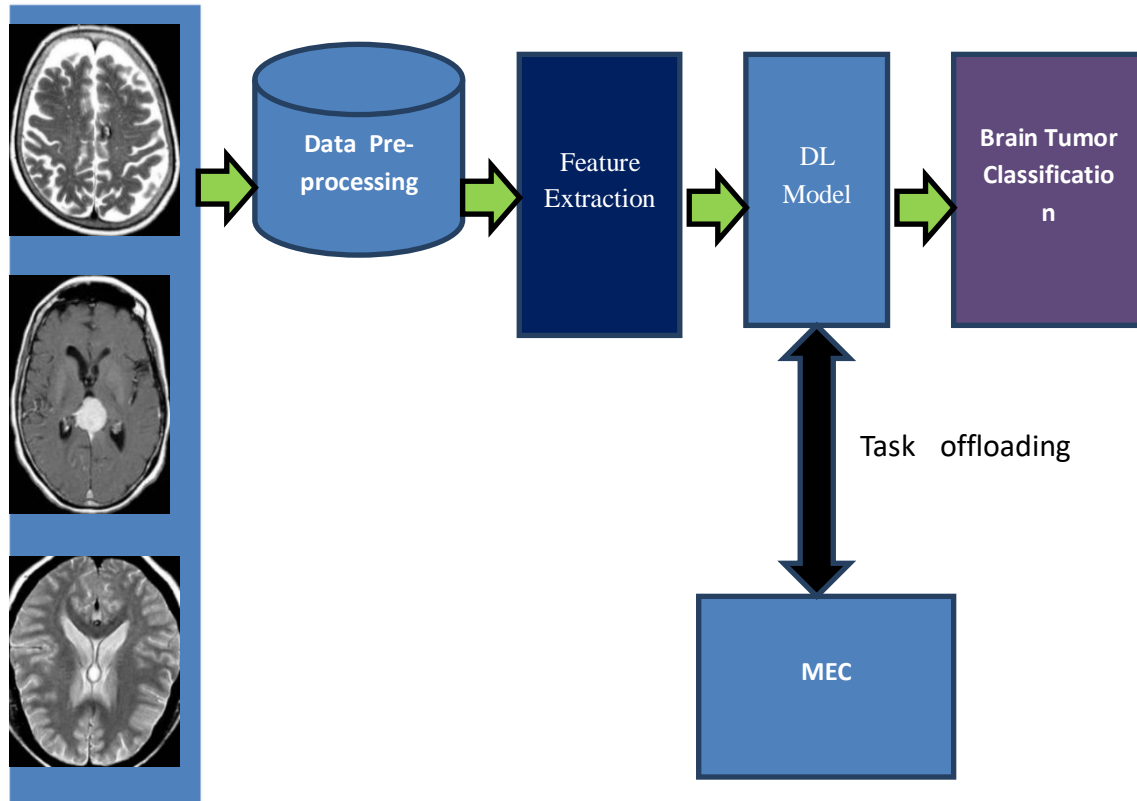 Data Pre-
processing
Feature
Extraction
DL
Model
Brain Tumor
Classificatio
n
Task offloading
MEC